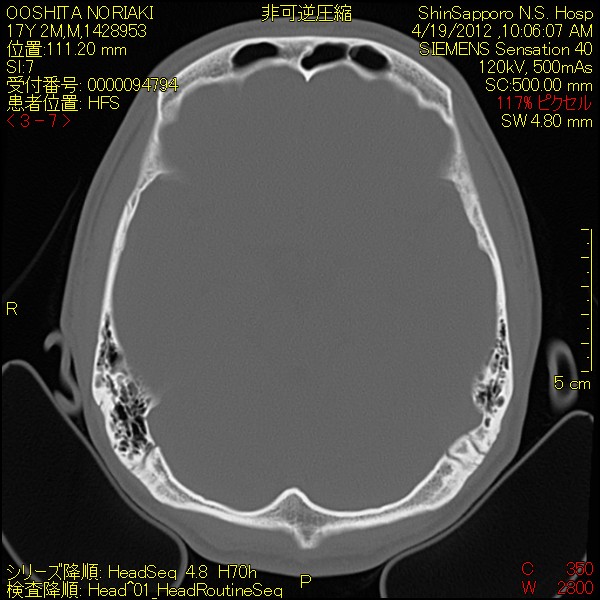 OOSHITA NORIAKI
17Y 2M,M,1428953
位置:111.20 mm
SI:7
受付番号: 0000094794
患者位置: HFS
<3-7>
非可逆圧縮
ShinSapporo N.S. Hosp
4/19/2012 ,10:06:07 AM
SIEMENS Sensation 40
120kV, 500mAs
SC:500.00 mm
117% ピクセル
SW 4.80 mm
R
5 cm
シリーズ降順: HeadSeq 4.8 H70h
検査降順: Head^01_HeadRoutineSeq
P
C 350
W 2300